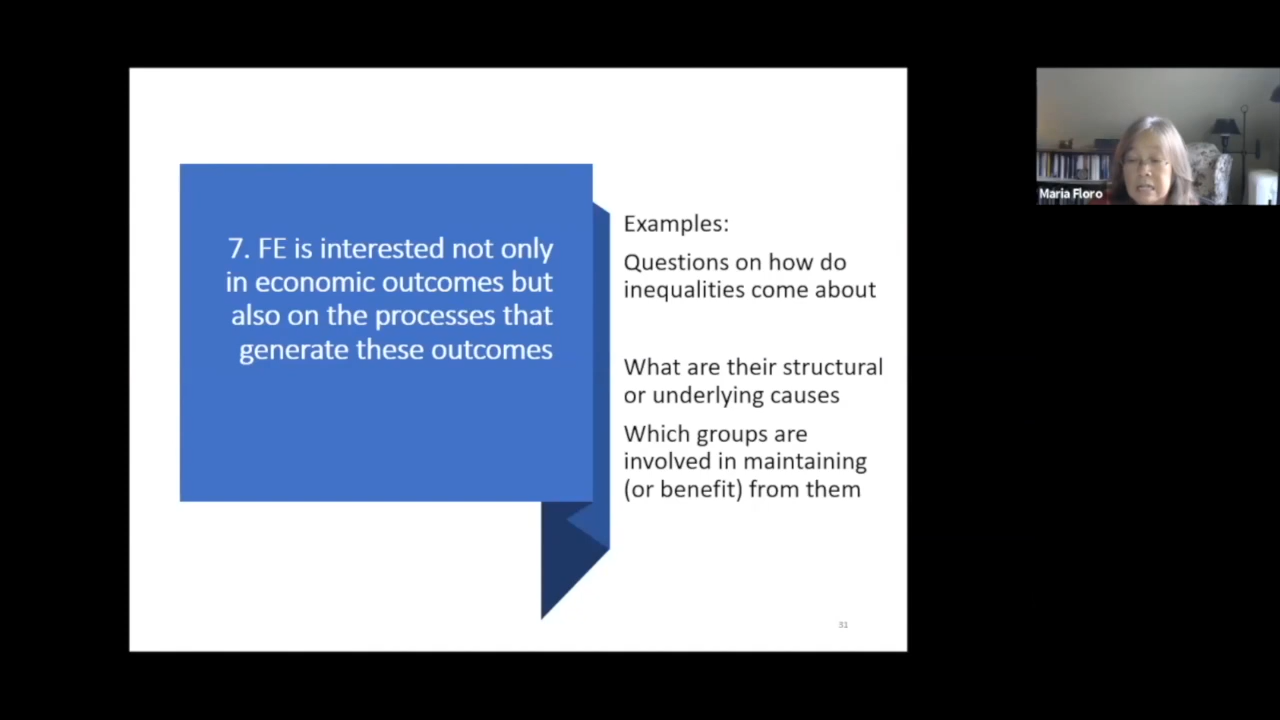 7. FE is interested not only
in economic outcomes but
also on the processes that
generate these outcomes
Examples:
Questions on how do
inequalities come about
What are their structural
or underlying causes
Which groups are
involved in maintaining
(or benefit) from them
31
Maria Floro